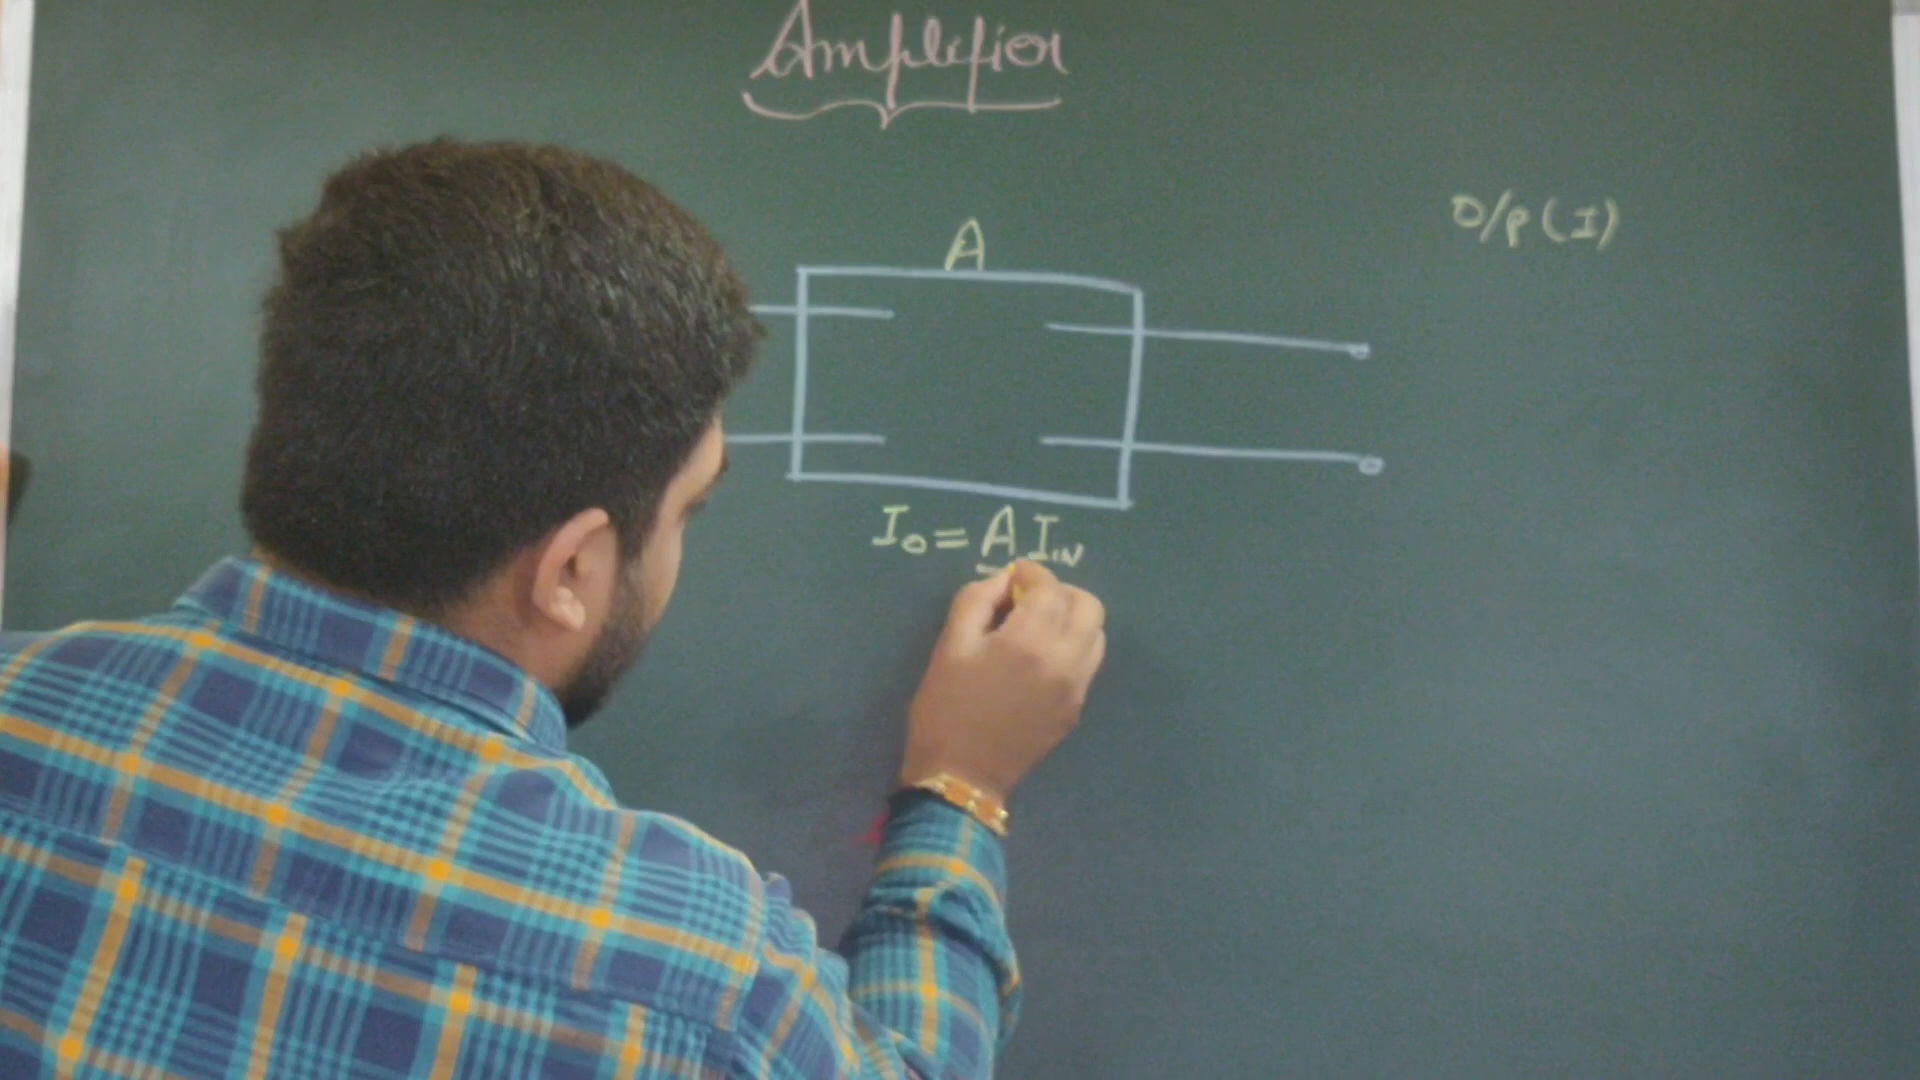 Amplifier
A
O/P (I)
I₀ = A I_IN